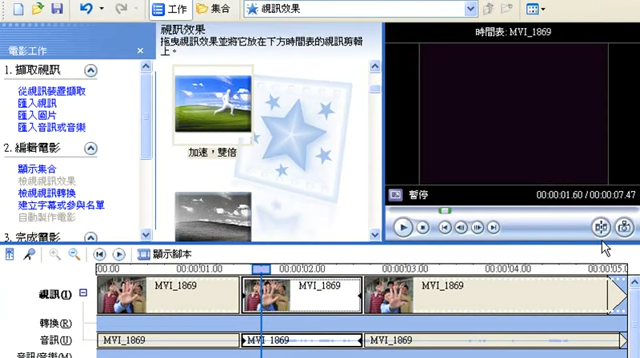 工作
集合
視訊效果
電影工作
1. 擷取視訊
從視訊裝置擷取
匯入視訊
匯入圖片
匯入音訊或音樂
2. 編輯電影
顯示集合
檢視視訊效果
檢視視訊轉換
建立字幕或參與名單
自動製作電影
3. 完成電影
視訊效果
拖曳視訊效果並將它放在下方時間表的視訊剪輯
上。
加速，雙倍
時間表: MVI_1869
暫停
00:00:01.60 / 00:00:07.47
顯示腳本
00.00
00:00:01.00
00:00:02.00
00:00:03.00
00:00:04.00
00:00:05.0
視訊(I)
MVI_1869
MVI_1869
MVI_1869
轉換(R)
音訊(U)
MVI_1869
MVI_1869
MVI_1869
音訊/音樂(M)